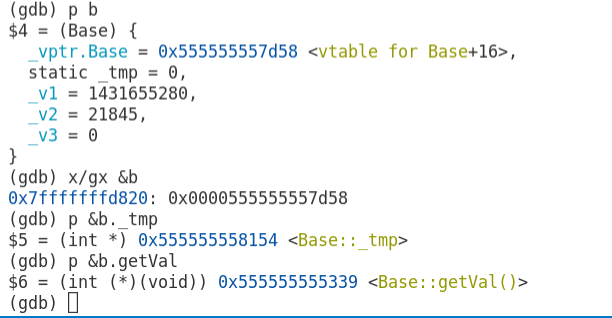 (gdb) p b
$4 = (Base) {
  _vptr.Base = 0x555555557d58 <vtable for Base+16>,
  static _tmp = 0,
  _v1 = 1431655280,
  _v2 = 21845,
  _v3 = 0
}
(gdb) x/gx &b
0x7fffffffd820: 0x0000555555557d58
(gdb) p &b._tmp
$5 = (int *) 0x555555558154 <Base::_tmp>
(gdb) p &b.getVal
$6 = (int (*)(void)) 0x555555555339 <Base::getVal()>
(gdb)